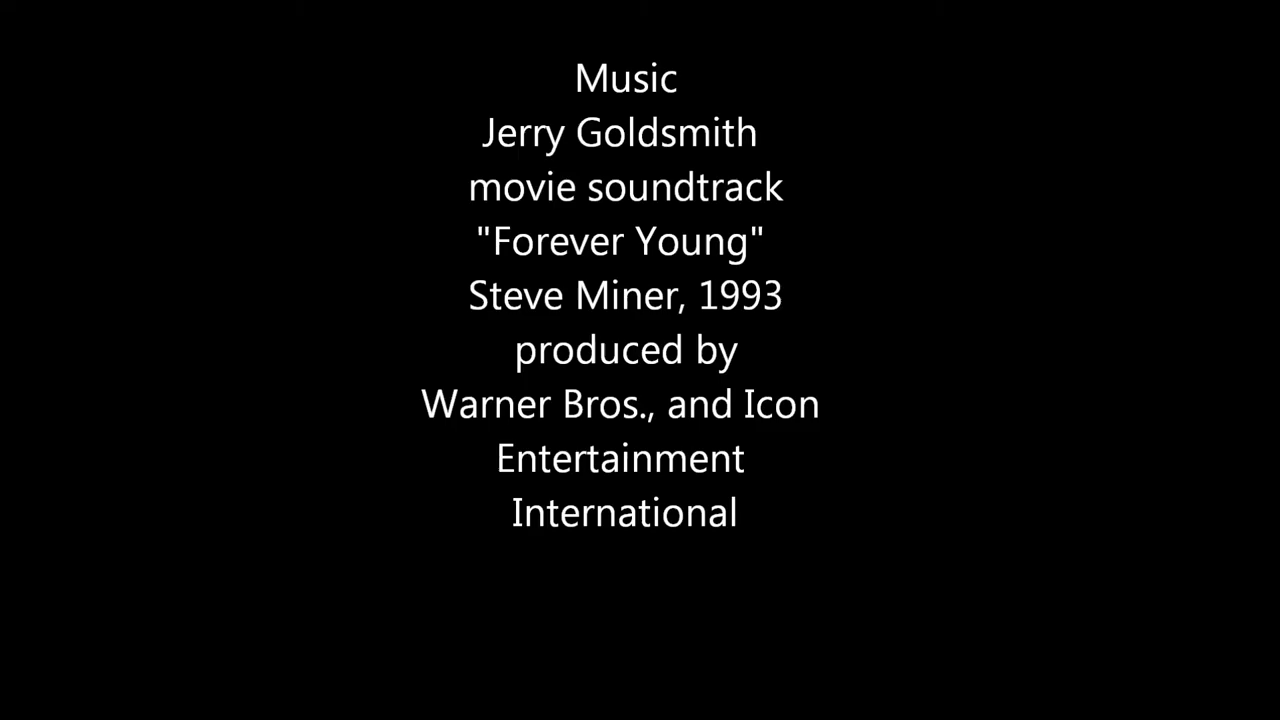 Music
Jerry Goldsmith
movie soundtrack
"Forever Young"
Steve Miner, 1993
produced by
Warner Bros., and Icon
Entertainment
International